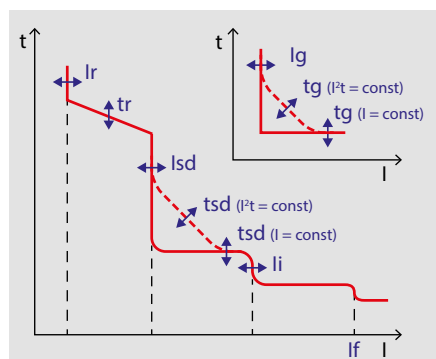 t
Ir
tr
Isd
tsd (I²t = const)
tsd (I = const)
Ii
If
I
t
Ig
tg (I²t = const)
tg (I = const)
I